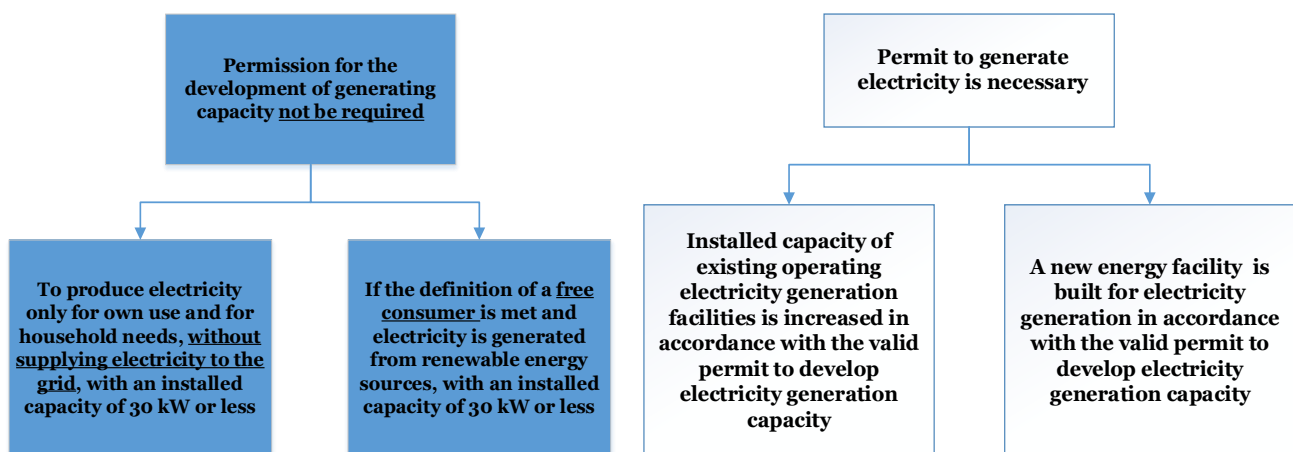 Permission for the
development of generating
capacity not be required
Permit to generate
electricity is necessary
To produce electricity
only for own use and for
household needs, without
supplying electricity to the
grid, with an installed
capacity of 30 kW or less
If the definition of a free
consumer is met and
electricity is generated
from renewable energy
sources, with an installed
capacity of 30 kW or less
Installed capacity of
existing operating
electricity generation
facilities is increased in
accordance with the valid
permit to develop
electricity generation
capacity
A new energy facility is
built for electricity
generation in accordance
with the valid permit to
develop electricity
generation capacity